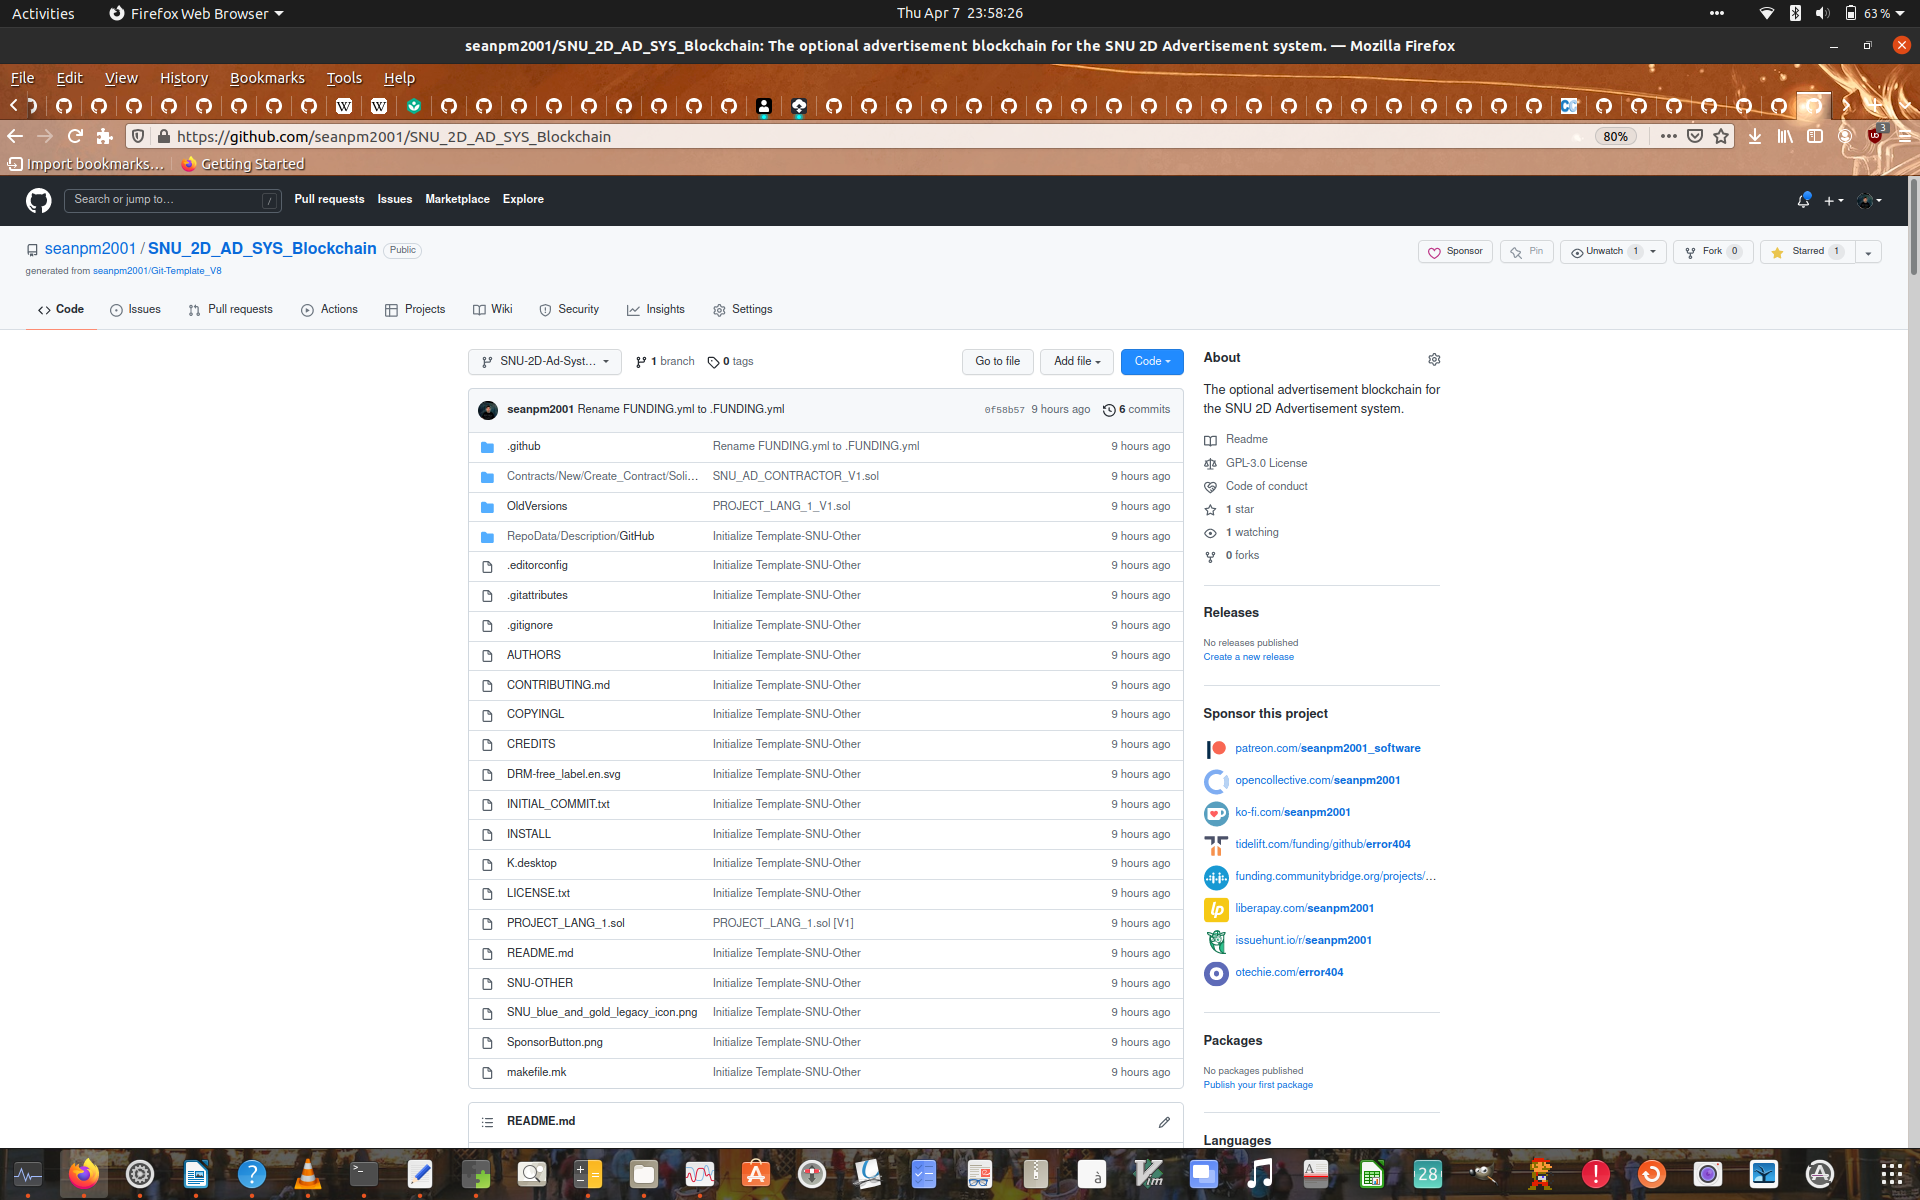 Activities
Firefox Web Browser
Thu Apr 7 23:58:26
63 %
seanpm2001/SNU_2D_AD_SYS_Blockchain: The optional advertisement blockchain for the SNU 2D Advertisement system. — Mozilla Firefox
File Edit View History Bookmarks Tools Help
https://github.com/seanpm2001/SNU_2D_AD_SYS_Blockchain
80%
3
Import bookmarks...
Getting Started
Search or jump to...
/
Pull requests Issues Marketplace Explore
seanpm2001 / SNU_2D_AD_SYS_Blockchain
Public
generated from seanpm2001/Git-Template_V8
Sponsor
Pin
Unwatch 1
Fork 0
Starred 1
Code
Issues
Pull requests
Actions
Projects
Wiki
Security
Insights
Settings
SNU-2D-Ad-Syst...
1 branch
0 tags
Go to file
Add file
Code
seanpm2001 Rename FUNDING.yml to .FUNDING.yml
0f58b57 9 hours ago
6 commits
.github Rename FUNDING.yml to .FUNDING.yml 9 hours ago
Contracts/New/Create_Contract/Soli... SNU_AD_CONTRACTOR_V1.sol 9 hours ago
OldVersions PROJECT_LANG_1_V1.sol 9 hours ago
RepoData/Description/GitHub Initialize Template-SNU-Other 9 hours ago
.editorconfig Initialize Template-SNU-Other 9 hours ago
.gitattributes Initialize Template-SNU-Other 9 hours ago
.gitignore Initialize Template-SNU-Other 9 hours ago
AUTHORS Initialize Template-SNU-Other 9 hours ago
CONTRIBUTING.md Initialize Template-SNU-Other 9 hours ago
COPYINGL Initialize Template-SNU-Other 9 hours ago
CREDITS Initialize Template-SNU-Other 9 hours ago
DRM-free_label.en.svg Initialize Template-SNU-Other 9 hours ago
INITIAL_COMMIT.txt Initialize Template-SNU-Other 9 hours ago
INSTALL Initialize Template-SNU-Other 9 hours ago
K.desktop Initialize Template-SNU-Other 9 hours ago
LICENSE.txt Initialize Template-SNU-Other 9 hours ago
PROJECT_LANG_1.sol PROJECT_LANG_1.sol [V1] 9 hours ago
README.md Initialize Template-SNU-Other 9 hours ago
SNU-OTHER Initialize Template-SNU-Other 9 hours ago
SNU_blue_and_gold_legacy_icon.png Initialize Template-SNU-Other 9 hours ago
SponsorButton.png Initialize Template-SNU-Other 9 hours ago
makefile.mk Initialize Template-SNU-Other 9 hours ago
README.md
About
The optional advertisement blockchain for
the SNU 2D Advertisement system.
Readme
GPL-3.0 License
Code of conduct
1 star
1 watching
0 forks
Releases
No releases published
Create a new release
Sponsor this project
patreon.com/seanpm2001_software
opencollective.com/seanpm2001
ko-fi.com/seanpm2001
tidelift.com/funding/github/error404
funding.communitybridge.org/projects/...
liberapay.com/seanpm2001
issuehunt.io/r/seanpm2001
otechie.com/error404
Packages
No packages published
Publish your first package
Languages
28